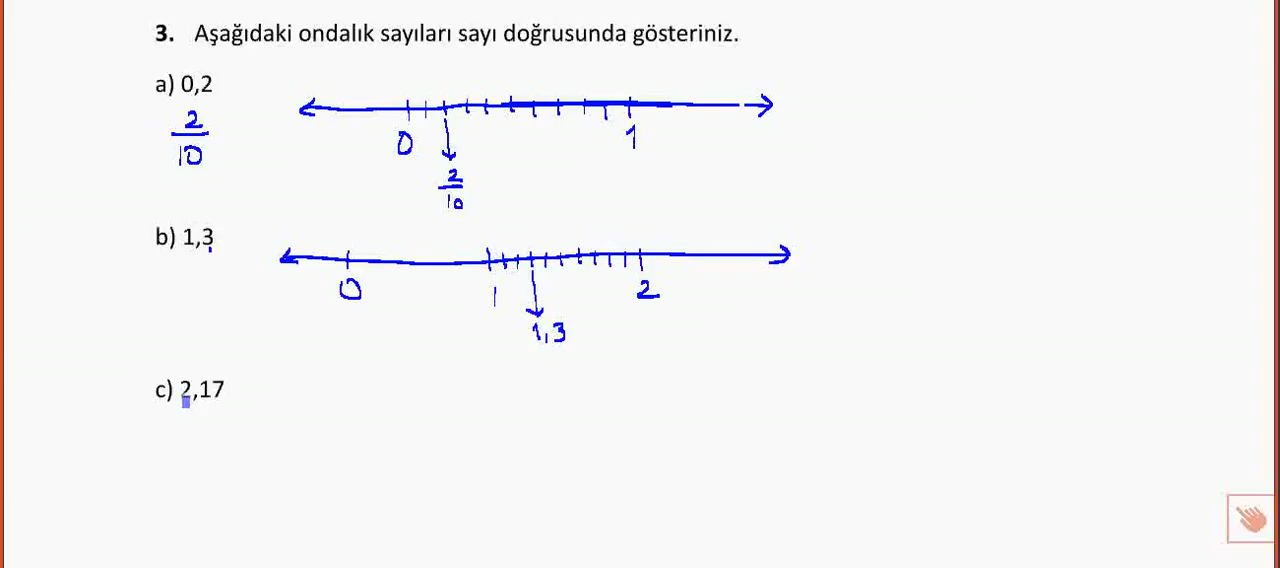 3. Aşağıdaki ondalık sayıları sayı doğrusunda gösteriniz.
a) 0,2
2
10
0
1
2
10
b) 1,3
0
1
2
1,3
c) 2,17